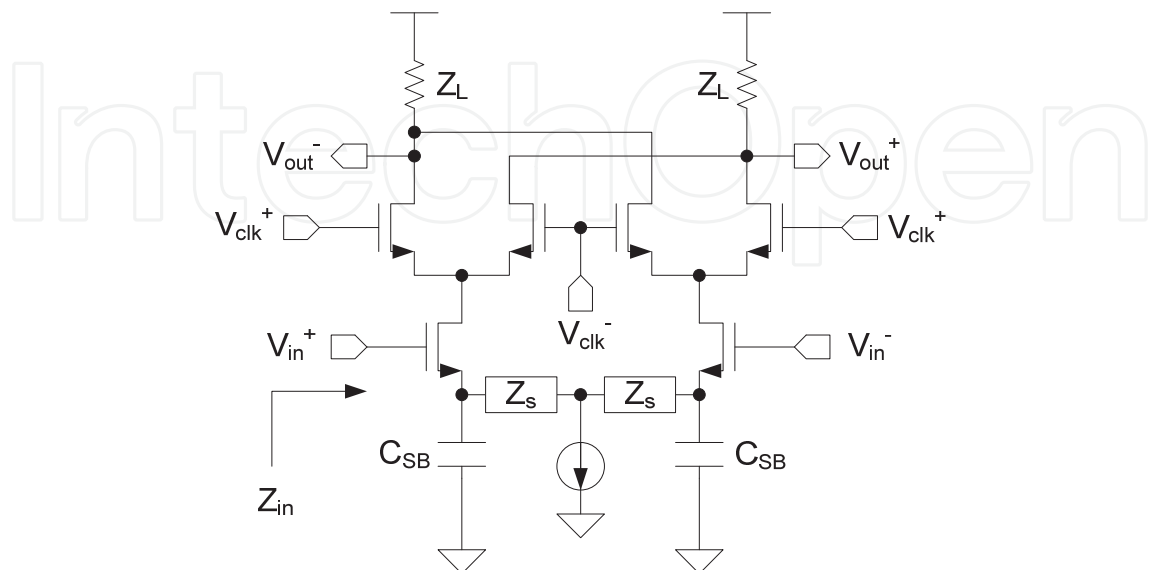 IntechOpen
Z_L Z_L
V_out^- V_out^+
V_clk^+ V_clk^+
V_clk^-
V_in^+ V_in^-
Z_s Z_s
C_SB C_SB
Z_in